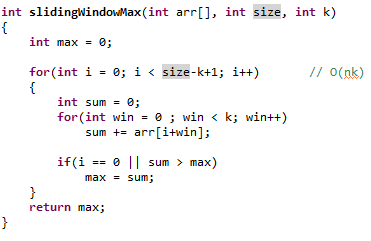 int slidingWindowMax(int arr[], int size, int k)
{
    int max = 0;
    for(int i = 0; i < size-k+1; i++)       // O(nk)
    {
        int sum = 0;
        for(int win = 0 ; win < k; win++)
            sum += arr[i+win];
        if(i == 0 || sum > max)
            max = sum;
    }
    return max;
}